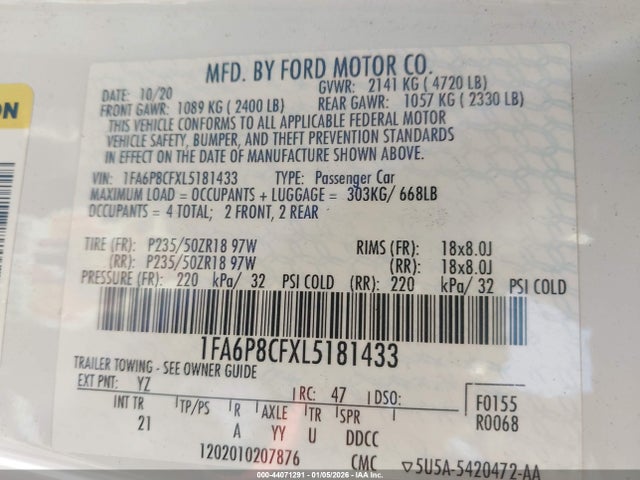 MFD. BY FORD MOTOR CO.
DATE: 10/20 GVWR: 2141 KG (4720 LB)
FRONT GAWR: 1089 KG (2400 LB) REAR GAWR: 1057 KG (2330 LB)
THIS VEHICLE CONFORMS TO ALL APPLICABLE FEDERAL MOTOR
VEHICLE SAFETY, BUMPER, AND THEFT PREVENTION STANDARDS
IN EFFECT ON THE DATE OF MANUFACTURE SHOWN ABOVE.
VIN: 1FA6P8CFXL5181433 TYPE: Passenger Car
MAXIMUM LOAD = OCCUPANTS + LUGGAGE = 303KG/ 668LB
OCCUPANTS = 4 TOTAL; 2 FRONT, 2 REAR
TIRE (FR): P235/50ZR18 97W RIMS (FR): 18x8.0J
(RR): P235/50ZR18 97W (RR): 18x8.0J
PRESSURE (FR): 220 kPa/ 32 PSI COLD (RR): 220 kPa/ 32 PSI COLD
1FA6P8CFXL5181433
TRAILER TOWING - SEE OWNER GUIDE
EXT PNT: YZ RC: 47 DSO: F0155
INT TR TP/PS R AXLE TR SPR R0068
21 A YY U DDCC
1202010207876 CMC ▽5U5A-5420472-AA
ON
00-44071291 - 01/05/2026 - IAA Inc.